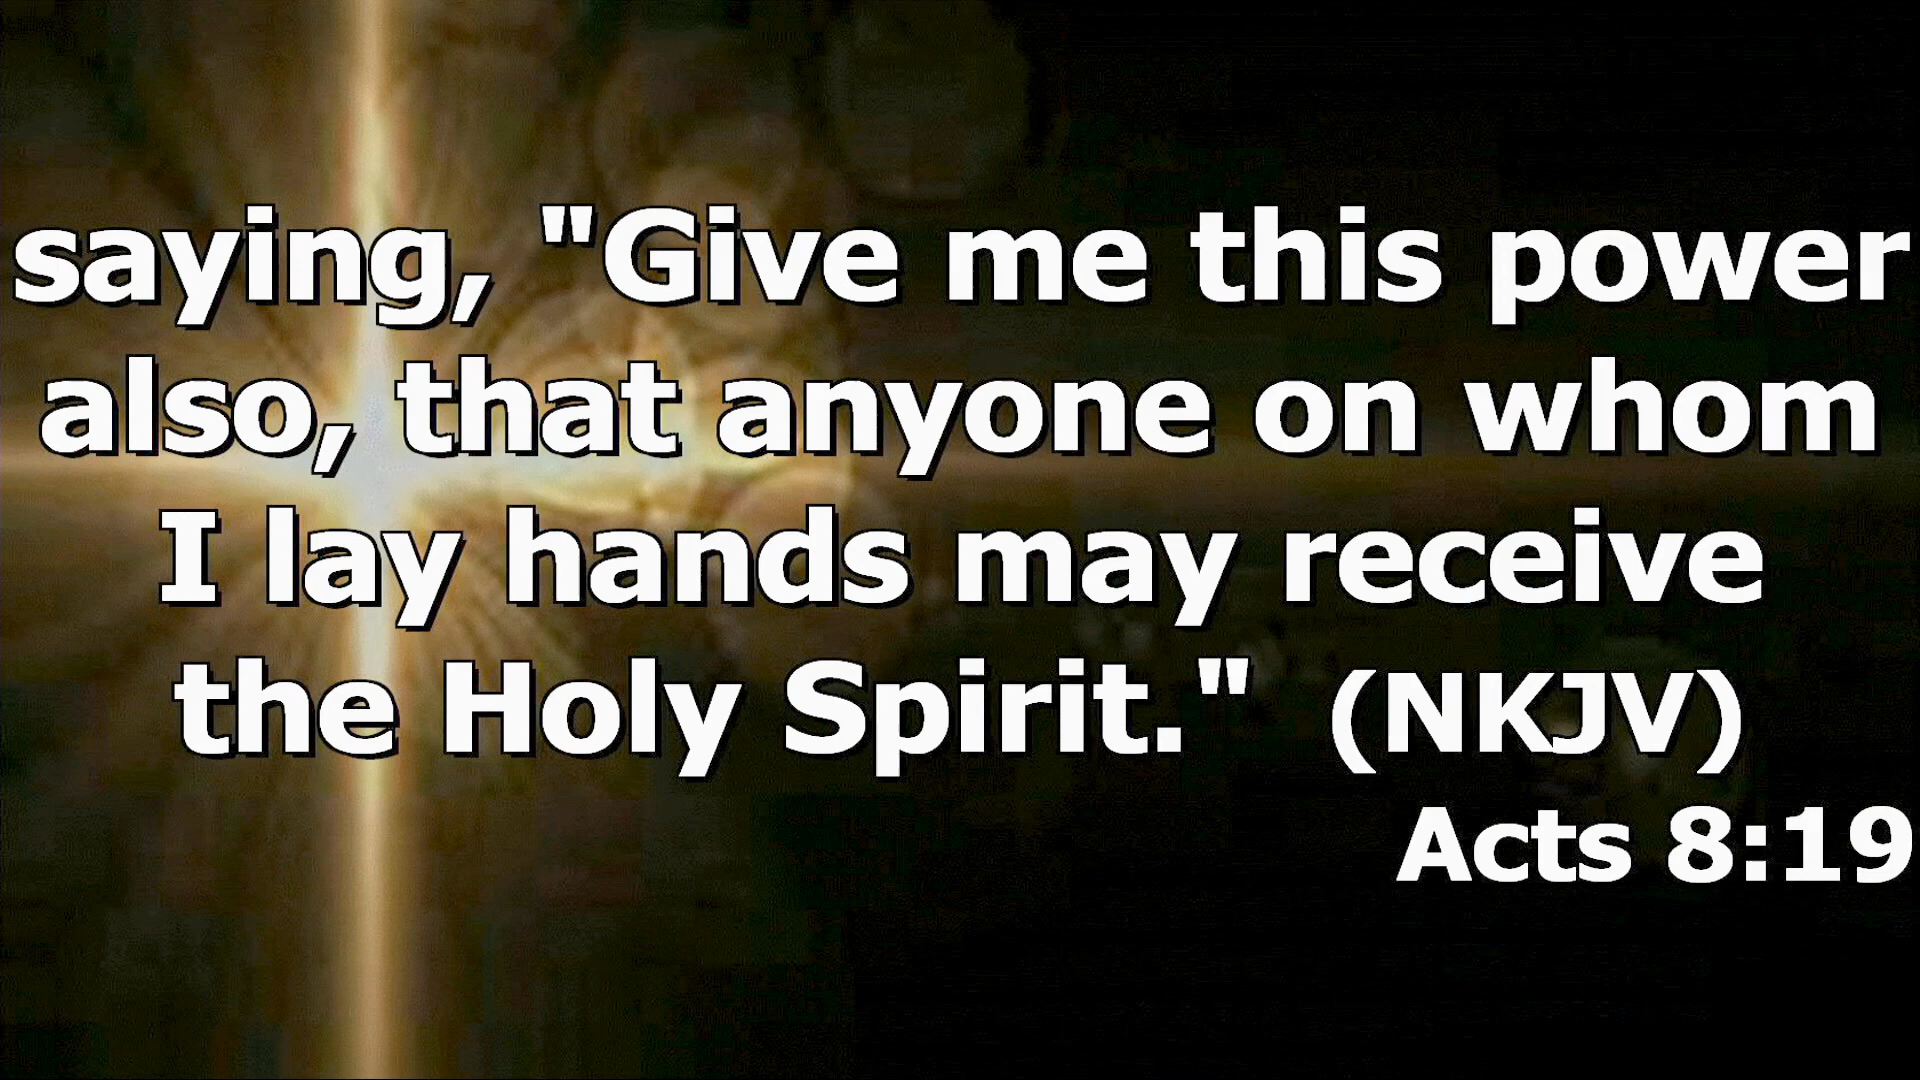 saying, "Give me this power
also, that anyone on whom
I lay hands may receive
the Holy Spirit." (NKJV)
Acts 8:19